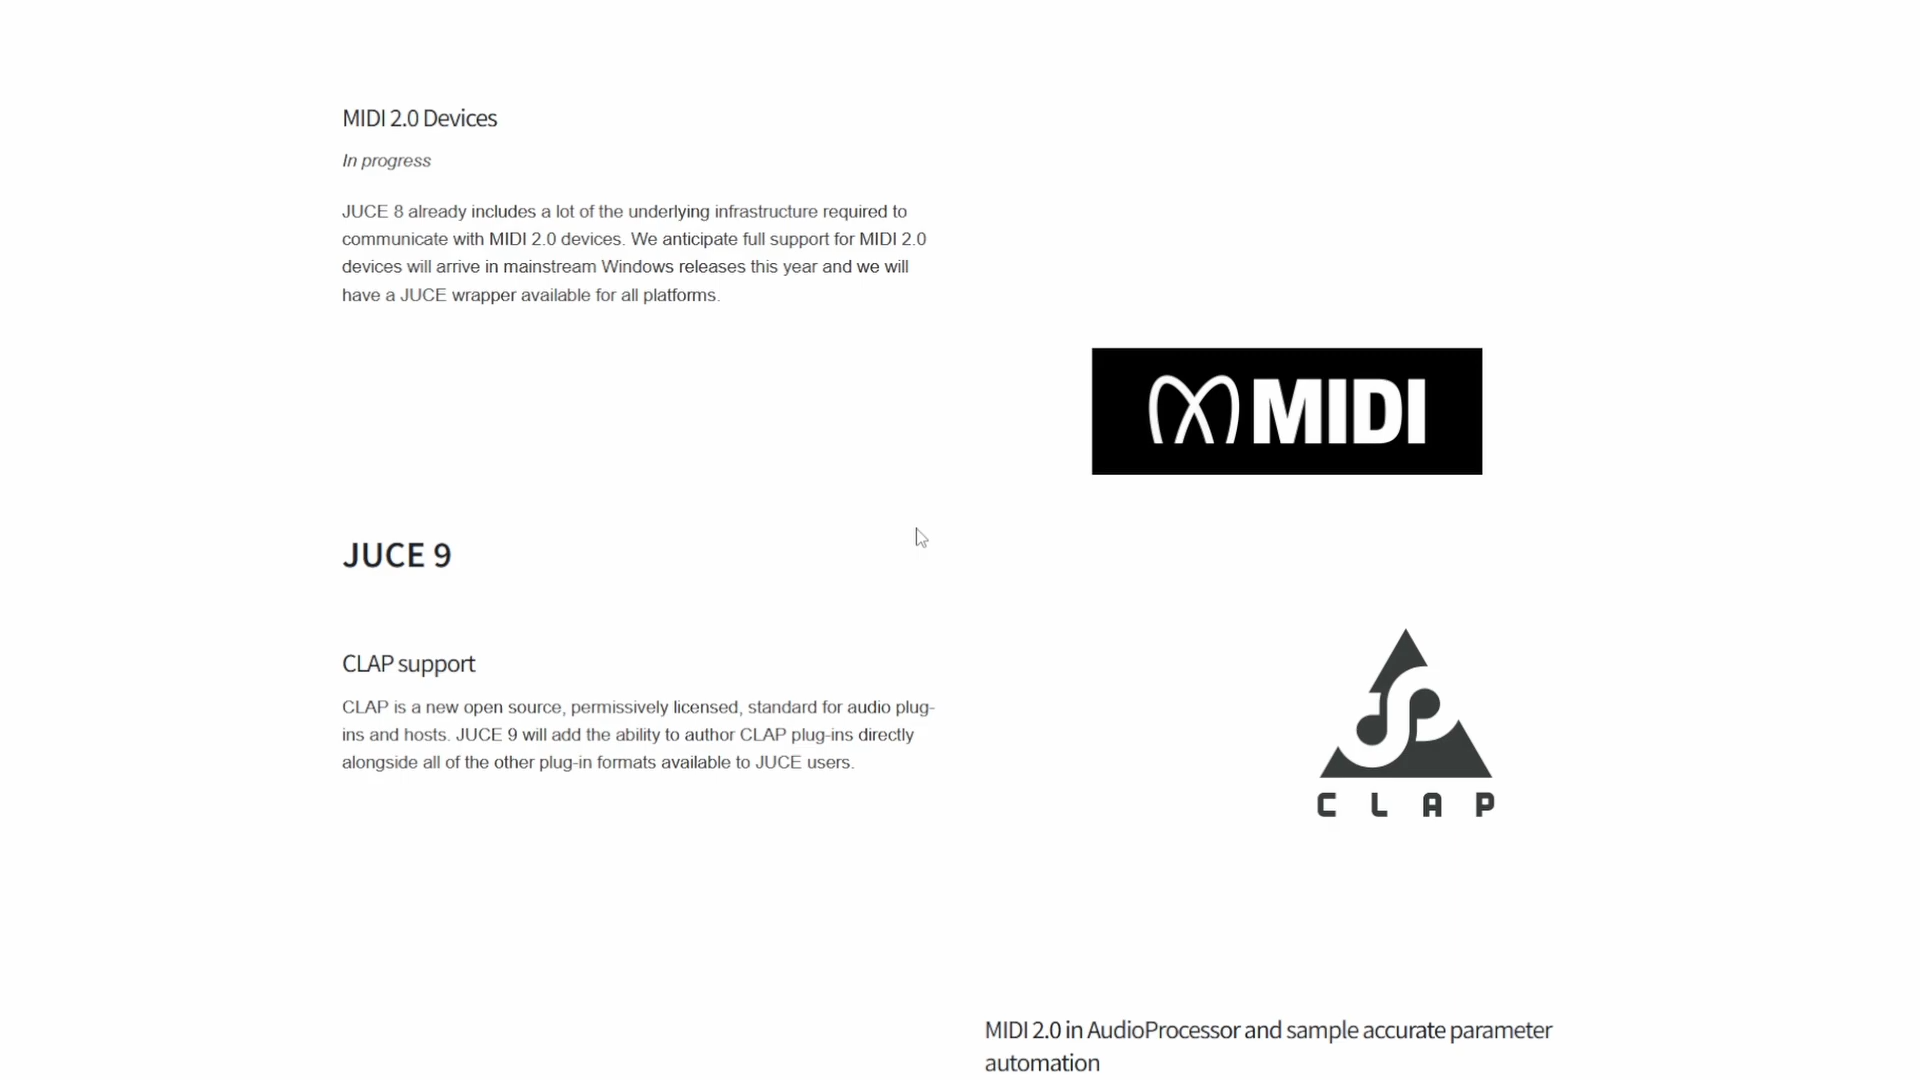 MIDI 2.0 Devices
In progress
JUCE 8 already includes a lot of the underlying infrastructure required to
communicate with MIDI 2.0 devices. We anticipate full support for MIDI 2.0
devices will arrive in mainstream Windows releases this year and we will
have a JUCE wrapper available for all platforms.
MIDI
JUCE 9
CLAP support
CLAP is a new open source, permissively licensed, standard for audio plug-
ins and hosts. JUCE 9 will add the ability to author CLAP plug-ins directly
alongside all of the other plug-in formats available to JUCE users.
CLAP
MIDI 2.0 in AudioProcessor and sample accurate parameter
automation